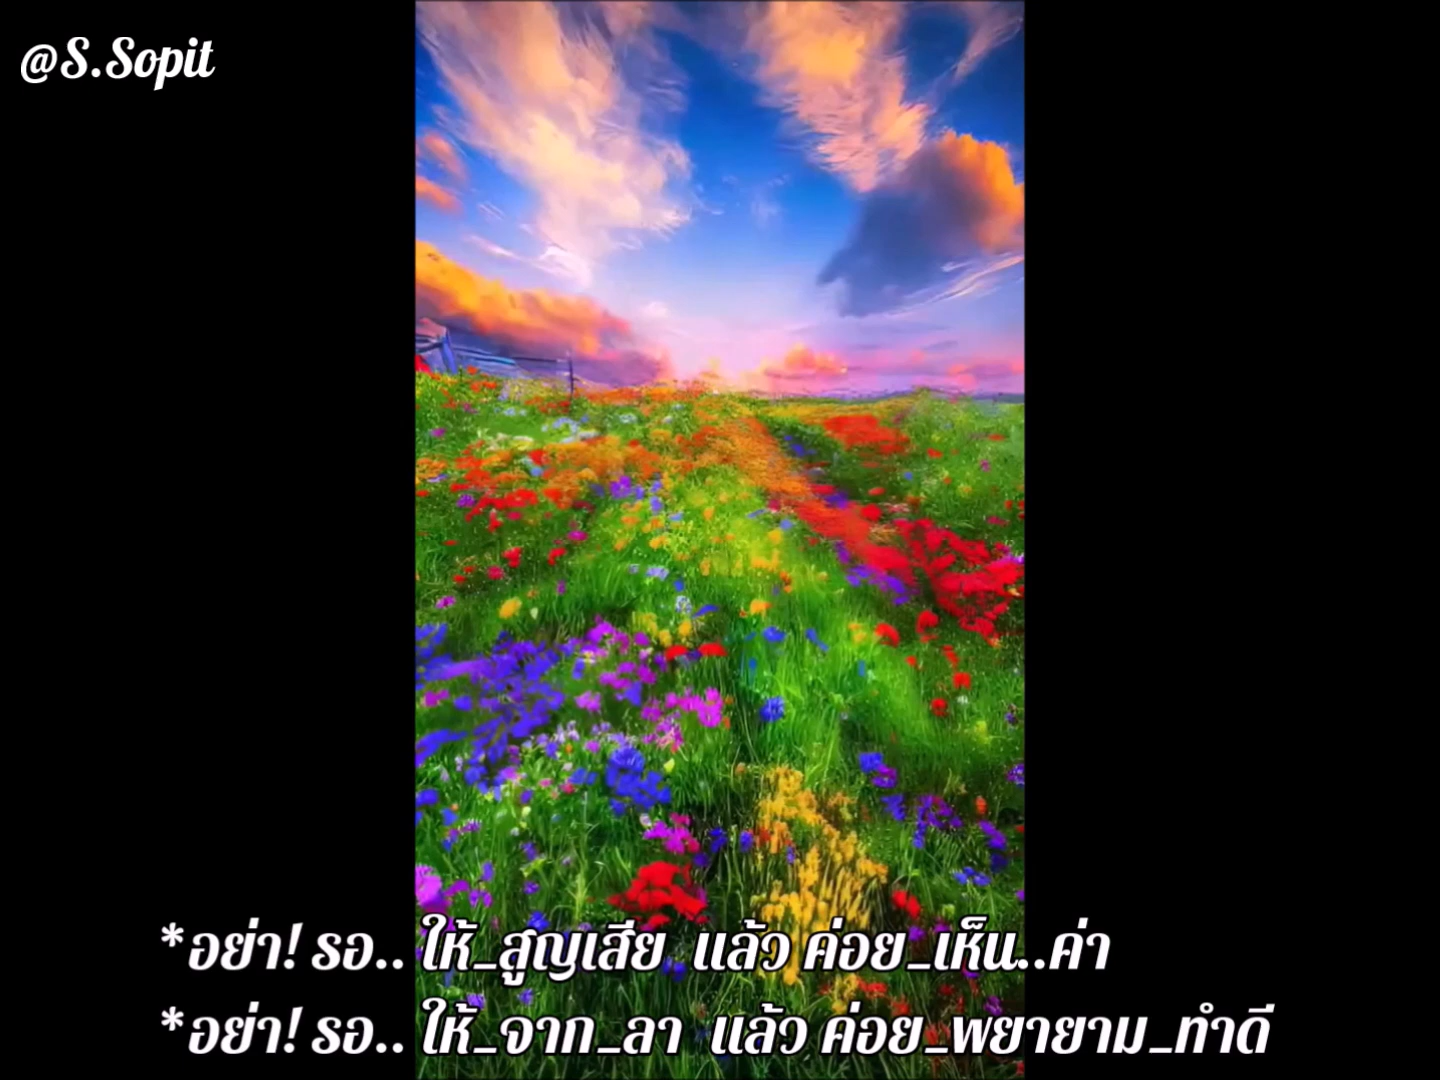 @S.Sopit
*อย่า! รอ.. ให้_สูญเสีย แล้ว ค่อย_เห็น..ค่า
*อย่า! รอ.. ให้_จาก_ลา แล้ว ค่อย_พยายาม_ทำดี